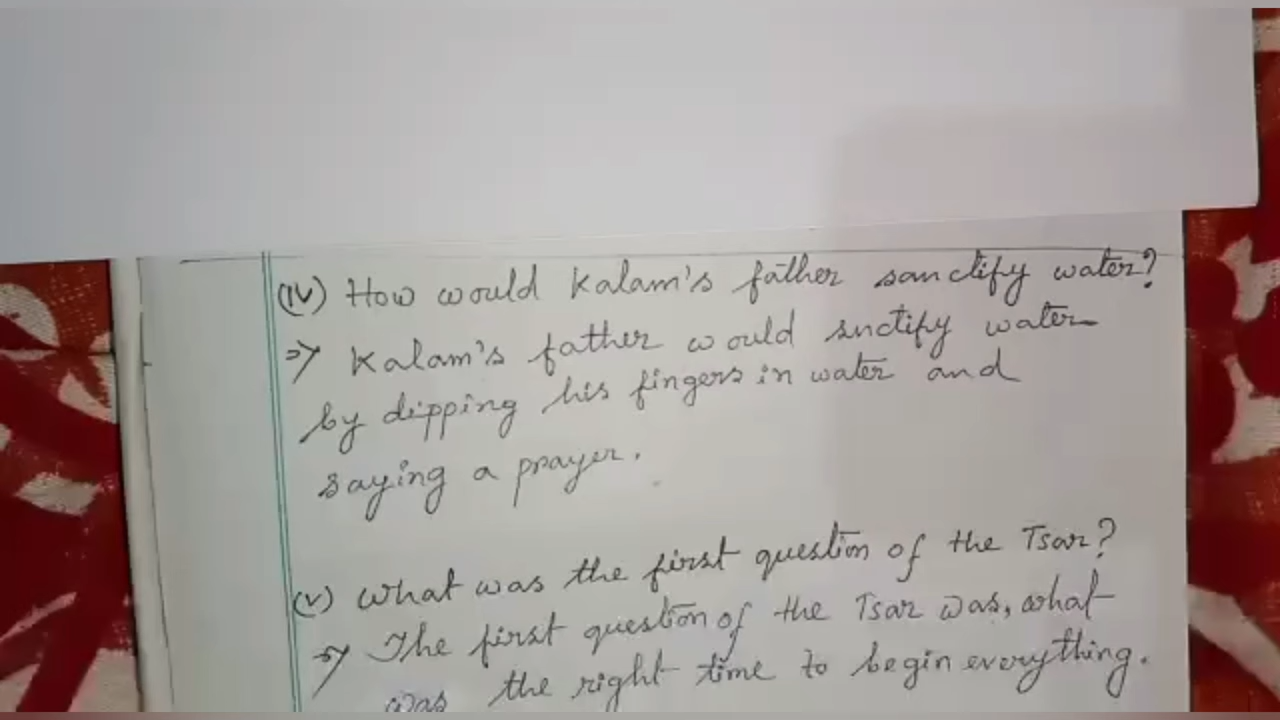 (IV) How would Kalam's father sanctify water?
=> Kalam's father would snctify water
by dipping his fingers in water and
saying a prayer.
(V) What was the first question of the Tsar?
=> The first question of the Tsar was, what
was the right time to begin everything.